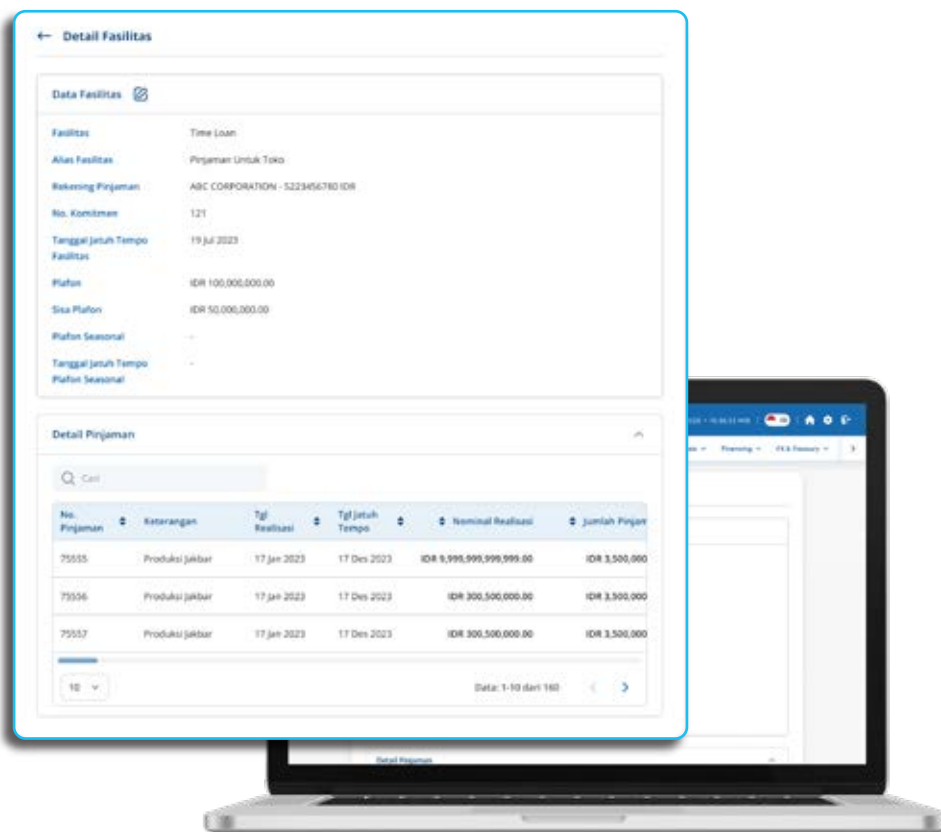 ← Detail Fasilitas
Data Fasilitas
Fasilitas Time Loan
Alias Fasilitas Pinjaman Untuk Toko
Rekening Pinjaman ABC CORPORATION - 5223456780 IDR
No. Komitmen 121
Tanggal Jatuh Tempo 19 Jul 2023
Fasilitas
Plafon IDR 100,000,000.00
Sisa Plafon IDR 50,000,000.00
Plafon Seasonal -
Tanggal Jatuh Tempo -
Plafon Seasonal
Detail Pinjaman
Cari
No. Keterangan Tgl Tgl Jatuh Nominal Realisasi Jumlah Pinjam
Pinjaman Realisasi Tempo
75555 Produksi Jakbar 17 Jan 2023 17 Des 2023 IDR 9,999,999,999,999.00 IDR 3,500,000
75556 Produksi Jakbar 17 Jan 2023 17 Des 2023 IDR 300,500,000.00 IDR 3,500,000
75557 Produksi Jakbar 17 Jan 2023 17 Des 2023 IDR 300,500,000.00 IDR 3,500,000
10 Data: 1-10 dari 160 < >
Financing FX & Treasury >
Detail Pinjaman